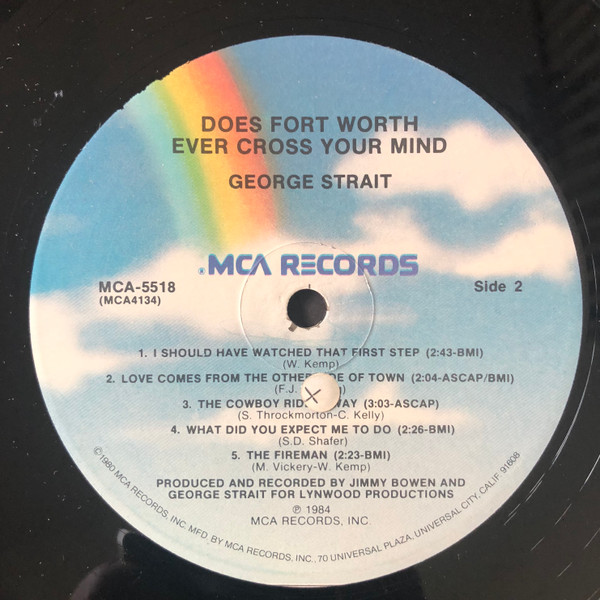 DOES FORT WORTH
EVER CROSS YOUR MIND
GEORGE STRAIT
MCA RECORDS
MCA-5518
(MCA4134)
Side 2
1. I SHOULD HAVE WATCHED THAT FIRST STEP (2:43-BMI)
(W. Kemp)
2. LOVE COMES FROM THE OTHER DE OF TOWN (2:04-ASCAP/BMI)
(F.J.
3. THE COWBOY RID WAY (3:03-ASCAP)
(S. Throckmorton-C. Kelly)
4. WHAT DID YOU EXPECT ME TO DO (2:26-BMI)
(S.D. Shafer)
5. THE FIREMAN (2:23-BMI)
(M. Vickery-W. Kemp)
PRODUCED AND RECORDED BY JIMMY BOWEN AND
GEORGE STRAIT FOR LYNWOOD PRODUCTIONS
℗ 1984
MCA RECORDS, INC.
©1980 MCA RECORDS, INC. MFD. BY MCA RECORDS, INC., 70 UNIVERSAL PLAZA, UNIVERSAL CITY, CALIF. 91608